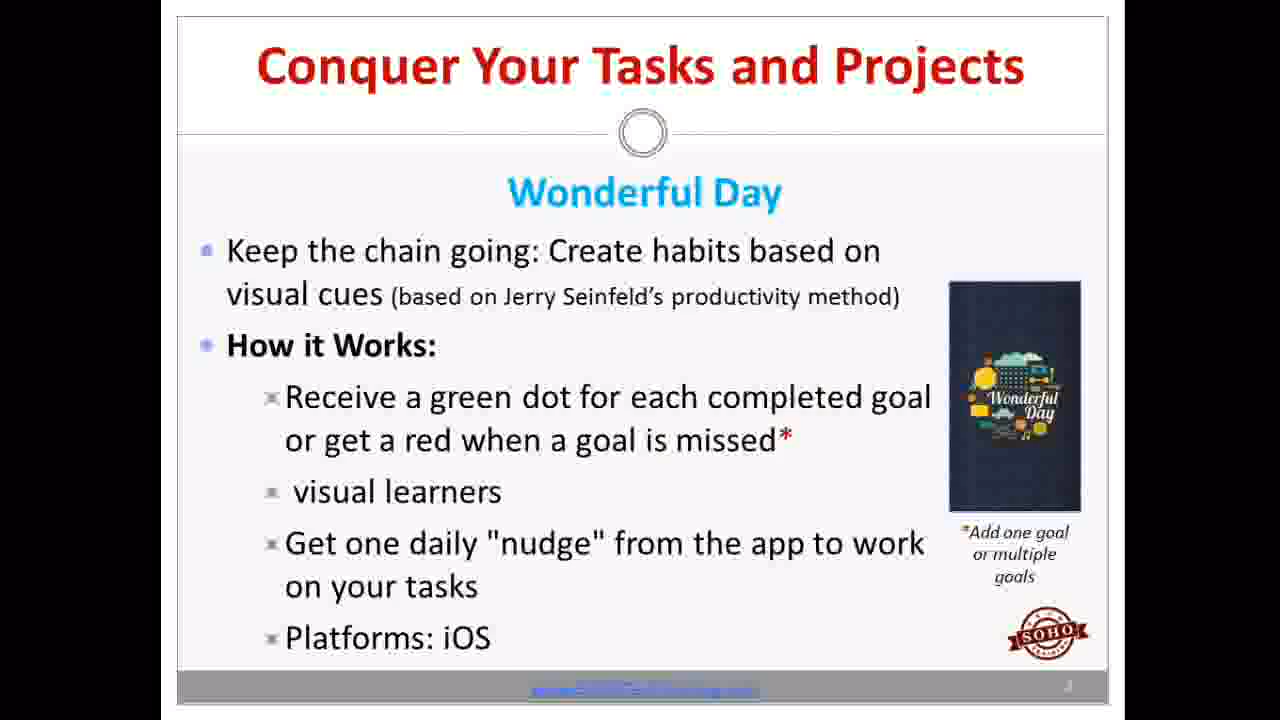 Conquer Your Tasks and Projects
Wonderful Day
Keep the chain going: Create habits based on
visual cues (based on Jerry Seinfeld's productivity method)
How it Works:
Receive a green dot for each completed goal
or get a red when a goal is missed*
visual learners
Get one daily "nudge" from the app to work
on your tasks
Platforms: iOS
Wonderful
Day
*Add one goal
or multiple
goals
SOHO